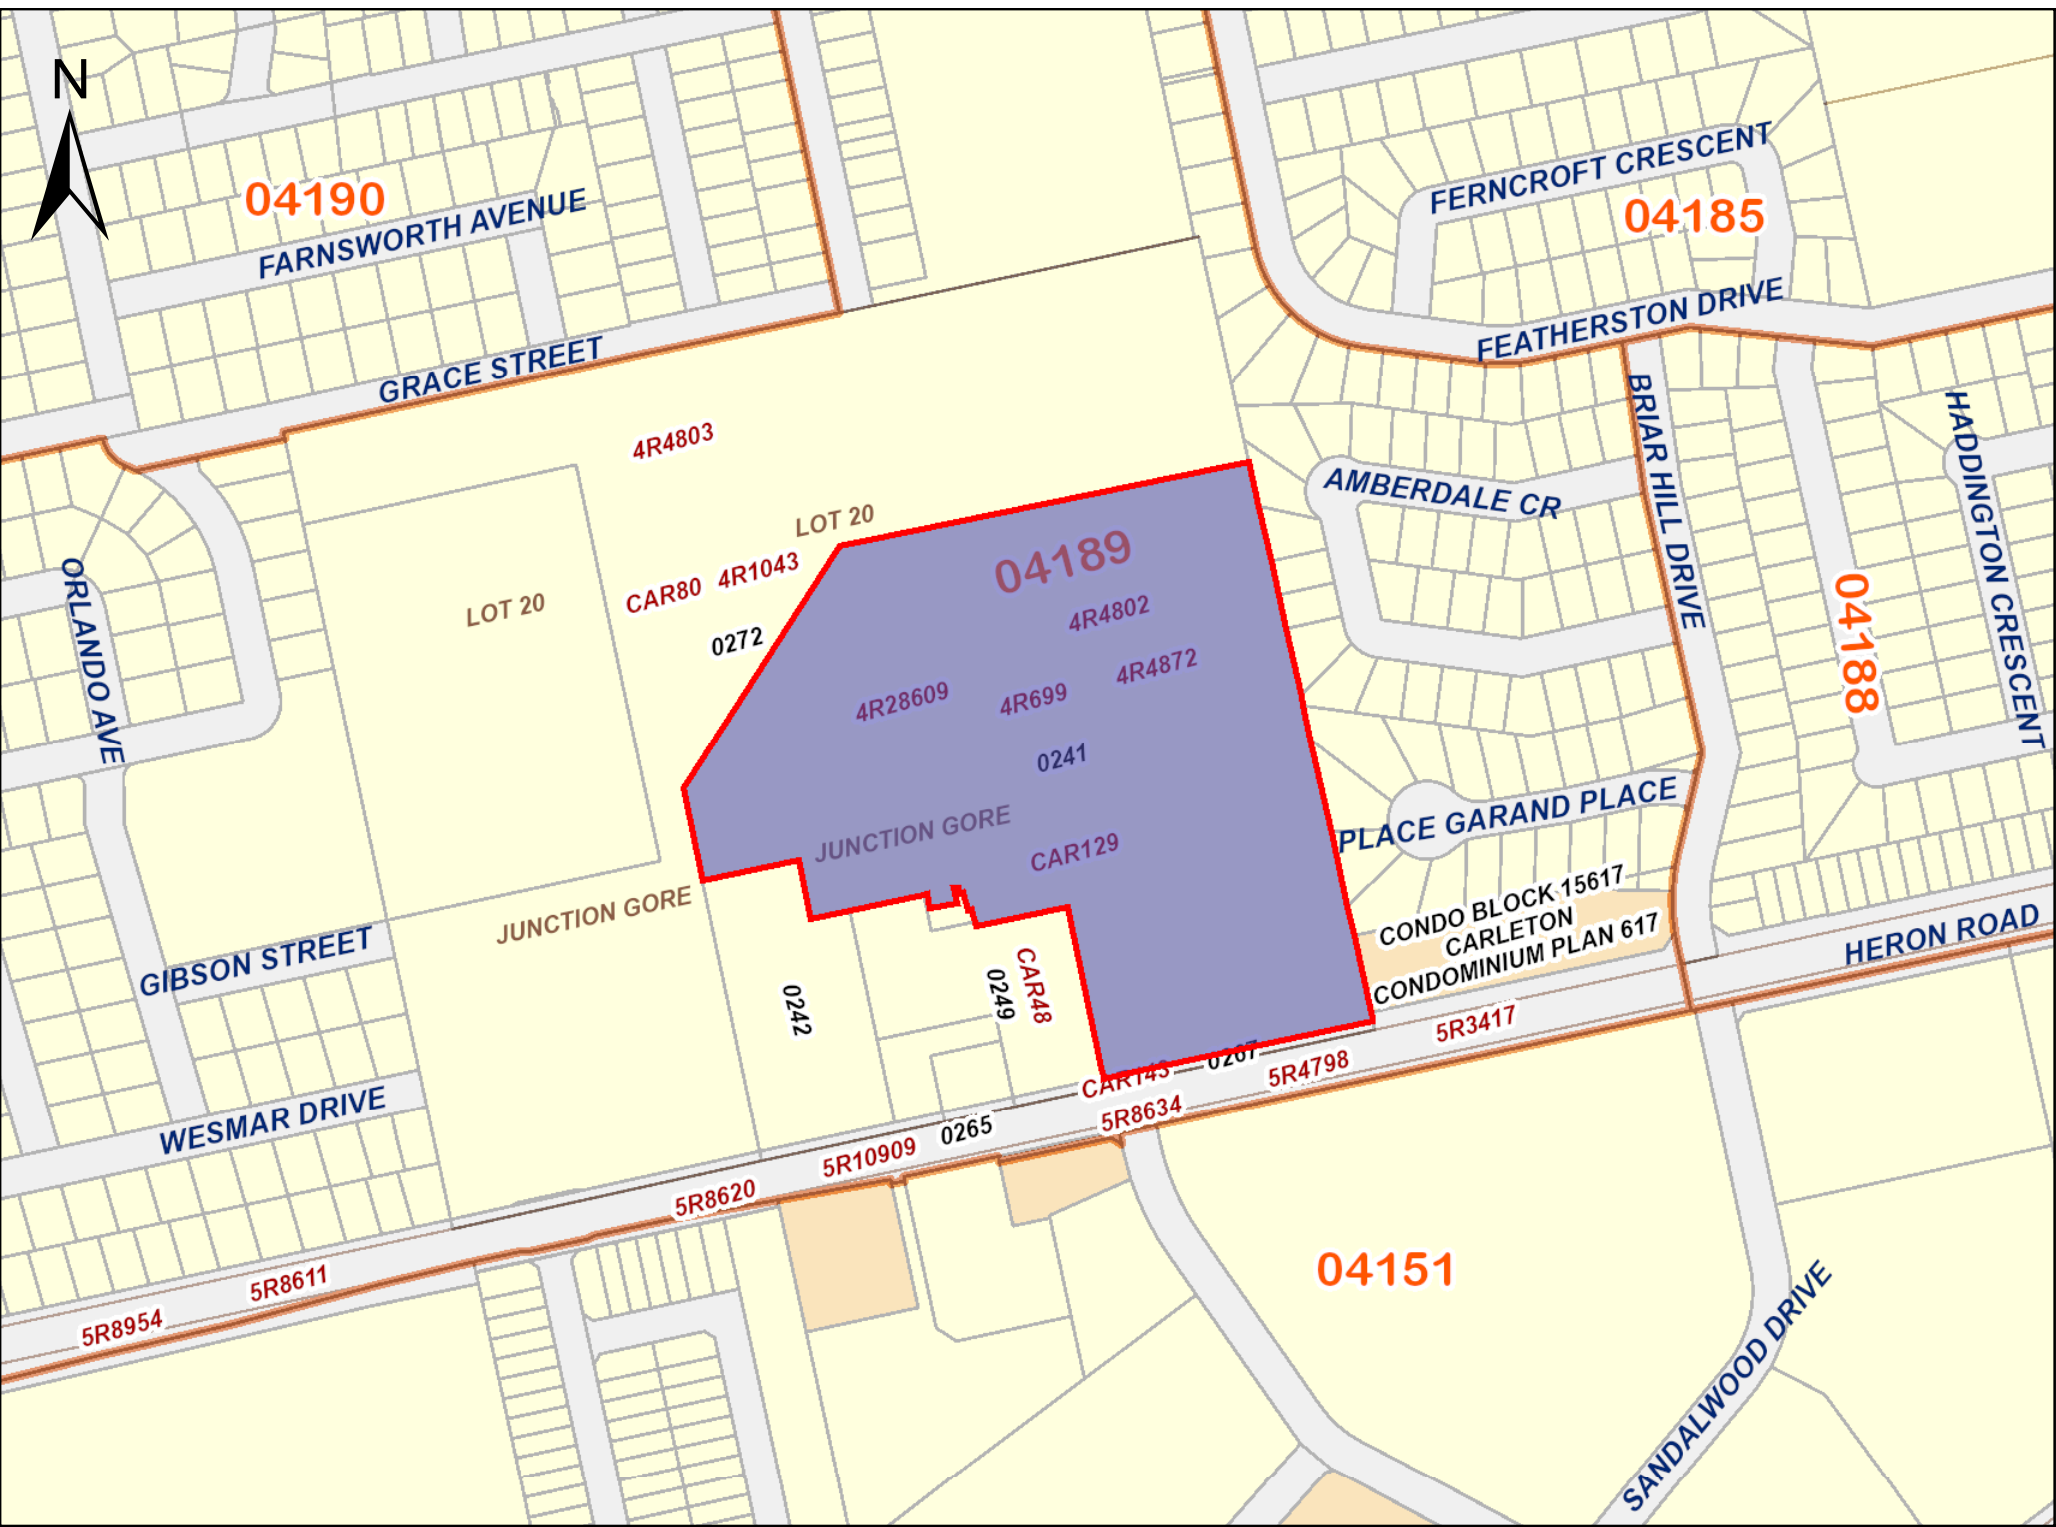 N
FERNCROFT CRESCENT
04190
04185
FARNSWORTH AVENUE
FEATHERSTON DRIVE
GRACE STREET
BRIAR HILL DRIVE
HADDINGTON CRESCENT
4R4803
AMBERDALE CR
LOT 20
04189
ORLANDO AVE
LOT 20
CAR80
4R1043
4R4802
04188
0272
4R4872
4R28609
4R699
0241
JUNCTION GORE
CAR129
PLACE GARAND PLACE
JUNCTION GORE
CONDO BLOCK 15617
CARLETON
CONDOMINIUM PLAN 617
HERON ROAD
GIBSON STREET
0242
0249
CAR48
5R3417
0267
CAR143
5R4798
WESMAR DRIVE
5R8634
0265
5R10909
5R8620
04151
5R8611
5R8954
SANDALWOOD DRIVE